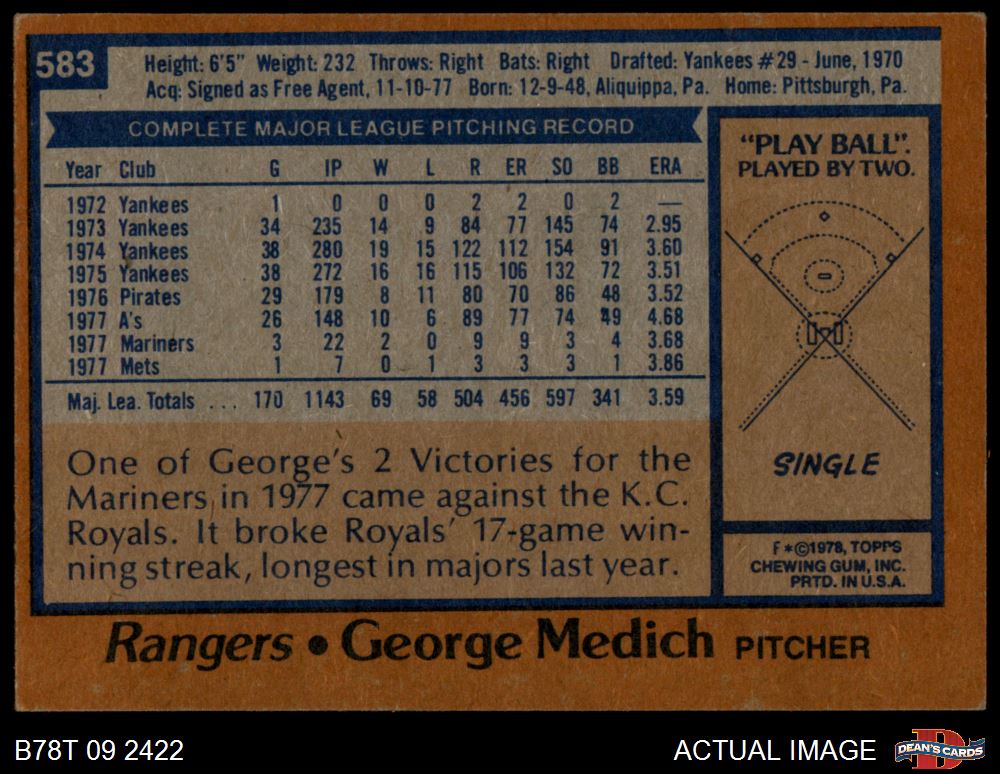 583
Height: 6'5" Weight: 232 Throws: Right Bats: Right Drafted: Yankees #29 - June, 1970
Acq: Signed as Free Agent, 11-10-77 Born: 12-9-48, Aliquippa, Pa. Home: Pittsburgh, Pa.
COMPLETE MAJOR LEAGUE PITCHING RECORD
Year Club G IP W L R ER SO BB ERA
1972 Yankees 1 0 0 0 2 2 0 2 —
1973 Yankees 34 235 14 9 84 77 145 74 2.95
1974 Yankees 38 280 19 15 122 112 154 91 3.60
1975 Yankees 38 272 16 16 115 106 132 72 3.51
1976 Pirates 29 179 8 11 80 70 86 48 3.52
1977 A's 26 148 10 6 89 77 74 49 4.68
1977 Mariners 3 22 2 0 9 9 3 4 3.68
1977 Mets 1 7 0 1 3 3 3 1 3.86
Maj. Lea. Totals ... 170 1143 69 58 504 456 597 341 3.59
One of George's 2 Victories for the
Mariners in 1977 came against the K.C.
Royals. It broke Royals' 17-game win-
ning streak, longest in majors last year.
"PLAY BALL".
PLAYED BY TWO.
SINGLE
F*©1978, TOPPS
CHEWING GUM, INC.
PRTD. IN U.S.A.
Rangers • George Medich PITCHER
B78T 09 2422
ACTUAL IMAGE
D
DEAN'S CARDS